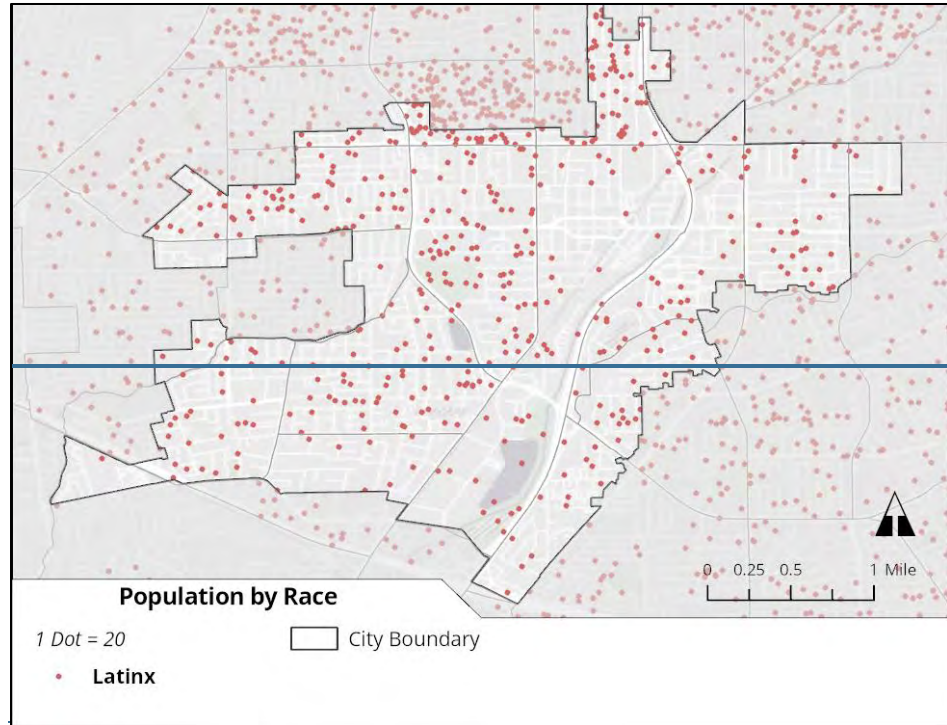 0 0.25 0.5 1 Mile
Population by Race
1 Dot = 20
City Boundary
Latinx